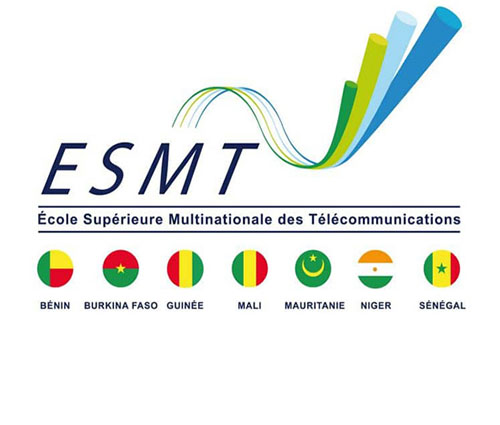 ESMT
École Supérieure Multinationale des Télécommunications
BÉNIN BURKINA FASO GUINÉE MALI MAURITANIE NIGER SÉNÉGAL